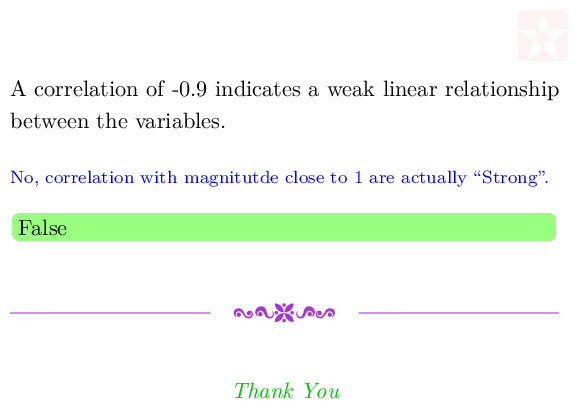 A correlation of -0.9 indicates a weak linear relationship
between the variables.
No, correlation with magnitutde close to 1 are actually “Strong”.
False
Thank You